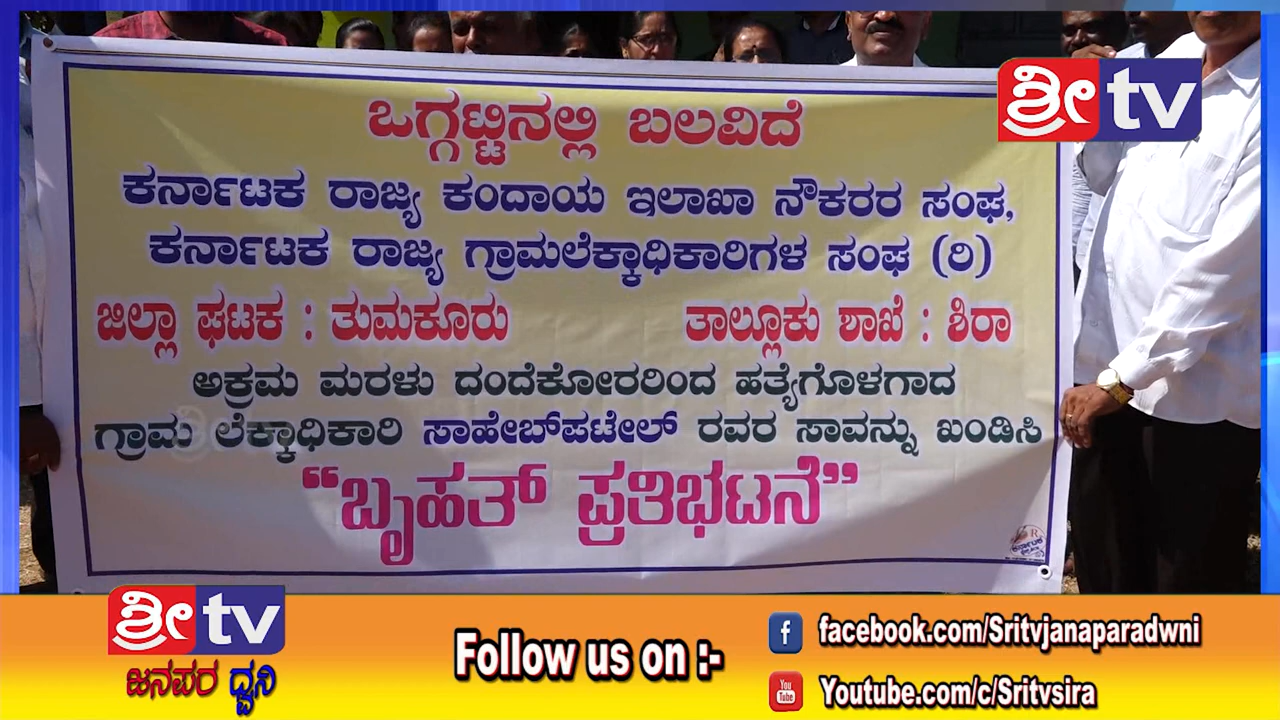 ಶ್ರೀ tv
ಒಗ್ಗಟ್ಟಿನಲ್ಲಿ ಬಲವಿದೆ
ಕರ್ನಾಟಕ ರಾಜ್ಯ ಕಂದಾಯ ಇಲಾಖಾ ನೌಕರರ ಸಂಘ,
ಕರ್ನಾಟಕ ರಾಜ್ಯ ಗ್ರಾಮಲೆಕ್ಕಾಧಿಕಾರಿಗಳ ಸಂಘ (ರಿ)
ಜಿಲ್ಲಾ ಘಟಕ : ತುಮಕೂರು ತಾಲ್ಲೂಕು ಶಾಖೆ : ಶಿರಾ
ಅಕ್ರಮ ಮರಳು ದಂದೆಕೋರರಿಂದ ಹತ್ಯೆಗೊಳಗಾದ
ಗ್ರಾಮ ಲೆಕ್ಕಾಧಿಕಾರಿ ಸಾಹೇಬ್‌ಪಟೇಲ್ ರವರ ಸಾವನ್ನು ಖಂಡಿಸಿ
“ಬೃಹತ್ ಪ್ರತಿಭಟನೆ”
ಶ್ರೀ tv
ಜನಪರ ಧ್ವನಿ
Follow us on :-
facebook.com/Sritvjanaparadwni
Youtube.com/c/Sritvsira